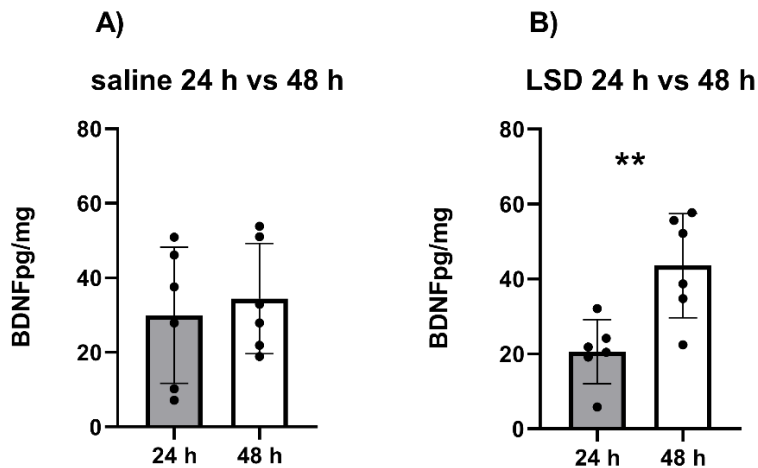 A)
saline 24 h vs 48 h
80
60
40
20
0
BDNFpg/mg
24 h
48 h
B)
LSD 24 h vs 48 h
**
80
60
40
20
0
BDNFpg/mg
24 h
48 h